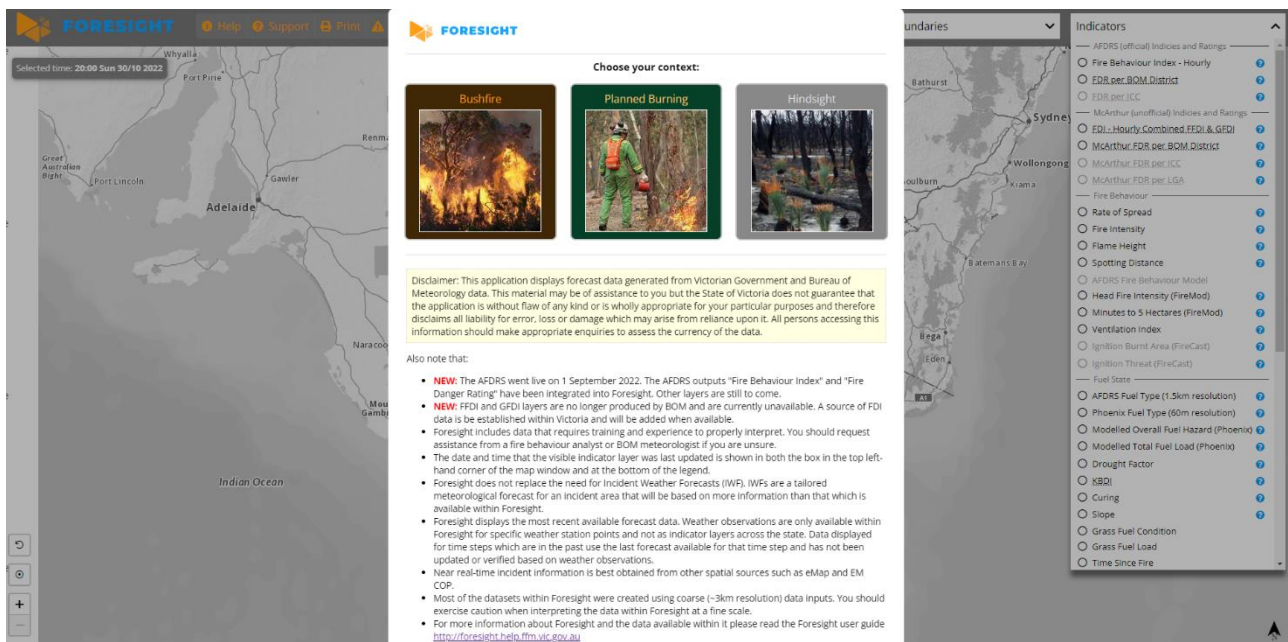 FORESIGHT
Help
Support
Print
Selected time: 20:00 Sun 30/10 2022
Whyalla
Port Pirie
Great
Australian
Bight
Port Lincoln
Gawler
Adelaide
Indian Ocean
FORESIGHT
Choose your context:
Bushfire
Planned Burning
Hindsight
Disclaimer: This application displays forecast data generated from Victorian Government and Bureau of
Meteorology data. This material may be of assistance to you but the State of Victoria does not guarantee that
the application is without flaw of any kind or is wholly appropriate for your particular purposes and therefore
disclaims all liability for error, loss or damage which may arise from reliance upon it. All persons accessing this
information should make appropriate enquiries to assess the currency of the data.
Also note that:
• NEW: The AFDRS went live on 1 September 2022. The AFDRS outputs "Fire Behaviour Index" and "Fire
Danger Rating" have been integrated into Foresight. Other layers are still to come.
• NEW: FFDI and GFDI layers are no longer produced by BOM and are currently unavailable. A source of FDI
data is be established within Victoria and will be added when available.
• Foresight includes data that requires training and experience to properly interpret. You should request
assistance from a fire behaviour analyst or BOM meteorologist if you are unsure.
• The date and time that the visible indicator layer was last updated is shown in both the box in the top left-
hand corner of the map window and at the bottom of the legend.
• Foresight does not replace the need for Incident Weather Forecasts (IWF). IWFs are a tailored
meteorological forecast for an incident area that will be based on more information than that which is
available within Foresight.
• Foresight displays the most recent available forecast data. Weather observations are only available within
Foresight for specific weather station points and not as indicator layers across the state. Data displayed
for time steps which are in the past use the last forecast available for that time step and has not been
updated or verified based on weather observations.
• Near real-time incident information is best obtained from other spatial sources such as eMap and EM
COP.
• Most of the datasets within Foresight were created using coarse (~3km resolution) data inputs. You should
exercise caution when interpreting the data within Foresight at a fine scale.
• For more information about Foresight and the data available within it please read the Foresight user guide
http://foresight.help.ffm.vic.gov.au
undaries
Bathurst
Sydney
Wollongong
oulburn
Kiama
Batemans Bay
Bega
Eden
A1
Renm
Naracoo
Mou
Gambi
Indicators
AFDRS (official) Indicies and Ratings
Fire Behaviour Index - Hourly
FDR per BOM District
FDR per ICC
McArthur (unofficial) Indicies and Ratings
FDI - Hourly Combined FFDI & GFDI
McArthur FDR per BOM District
McArthur FDR per ICC
McArthur FDR per LGA
Fire Behaviour
Rate of Spread
Fire Intensity
Flame Height
Spotting Distance
AFDRS Fire Behaviour Model
Head Fire Intensity (FireMod)
Minutes to 5 Hectares (FireMod)
Ventilation Index
Ignition Burnt Area (FireCast)
Ignition Threat (FireCast)
Fuel State
AFDRS Fuel Type (1.5km resolution)
Phoenix Fuel Type (60m resolution)
Modelled Overall Fuel Hazard (Phoenix)
Modelled Total Fuel Load (Phoenix)
Drought Factor
KBDI
Curing
Slope
Grass Fuel Condition
Grass Fuel Load
Time Since Fire